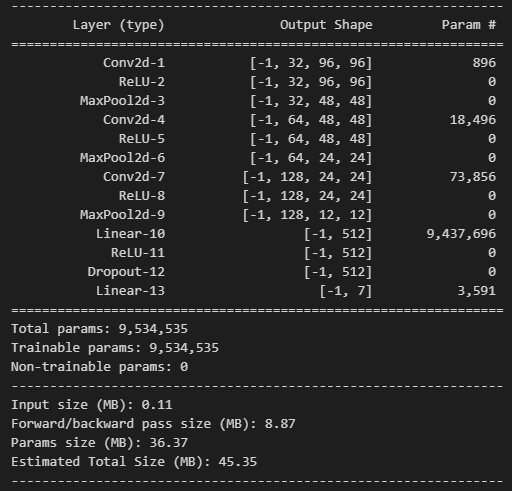 ----------------------------------------------------------------
Layer (type) Output Shape Param #
================================================================
Conv2d-1 [-1, 32, 96, 96] 896
ReLU-2 [-1, 32, 96, 96] 0
MaxPool2d-3 [-1, 32, 48, 48] 0
Conv2d-4 [-1, 64, 48, 48] 18,496
ReLU-5 [-1, 64, 48, 48] 0
MaxPool2d-6 [-1, 64, 24, 24] 0
Conv2d-7 [-1, 128, 24, 24] 73,856
ReLU-8 [-1, 128, 24, 24] 0
MaxPool2d-9 [-1, 128, 12, 12] 0
Linear-10 [-1, 512] 9,437,696
ReLU-11 [-1, 512] 0
Dropout-12 [-1, 512] 0
Linear-13 [-1, 7] 3,591
================================================================
Total params: 9,534,535
Trainable params: 9,534,535
Non-trainable params: 0
----------------------------------------------------------------
Input size (MB): 0.11
Forward/backward pass size (MB): 8.87
Params size (MB): 36.37
Estimated Total Size (MB): 45.35
----------------------------------------------------------------